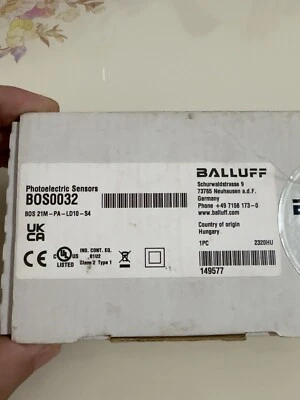 Photoelectric Sensors
BOS0032
BOS 21M-PA-LD10-S4
UK
CA
c UL US
LISTED
IND. CONT. EQ.
Class 2 Type 1
BALLUFF
Schurwaldstrasse 9
73765 Neuhausen a.d.F.
Germany
Phone +49 7158 173-0
www.balluff.com
Country of origin
Hungary
1PC
2320HU
149577